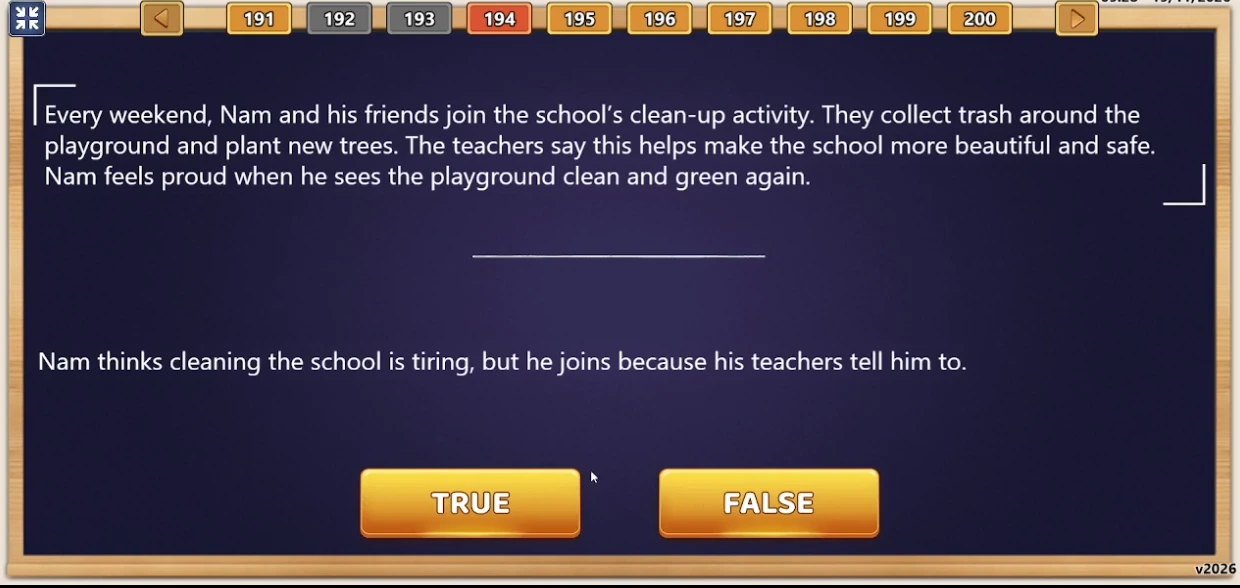 191 192 193 194 195 196 197 198 199 200
Every weekend, Nam and his friends join the school’s clean-up activity. They collect trash around the
playground and plant new trees. The teachers say this helps make the school more beautiful and safe.
Nam feels proud when he sees the playground clean and green again.
Nam thinks cleaning the school is tiring, but he joins because his teachers tell him to.
TRUE FALSE
v2026